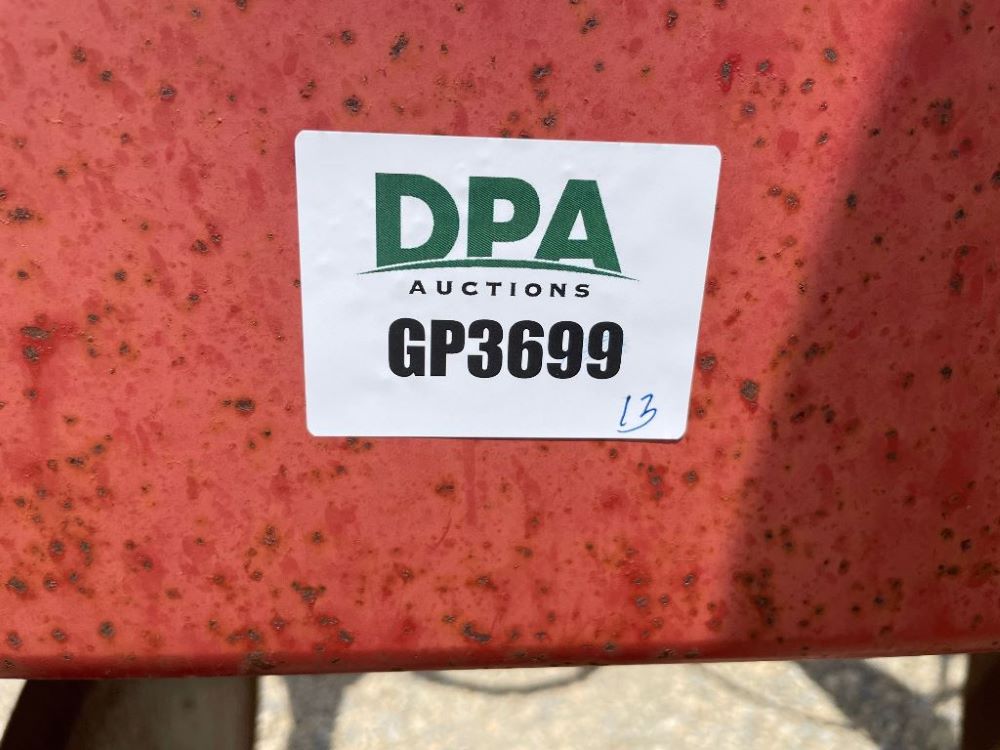 DPA
AUCTIONS
GP3699
13